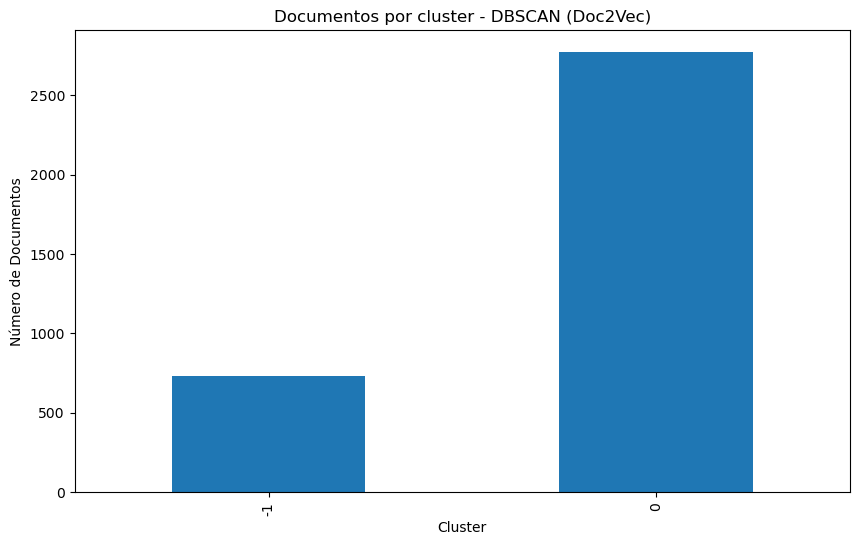 Documentos por cluster - DBSCAN (Doc2Vec)
Número de Documentos
2500
2000
1500
1000
500
0
-1
0
Cluster